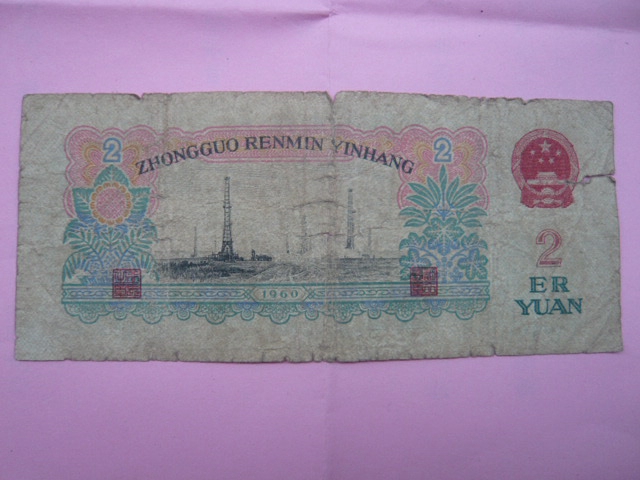 2
ZHONGGUO RENMIN YINHANG
2
1960
2
ER
YUAN